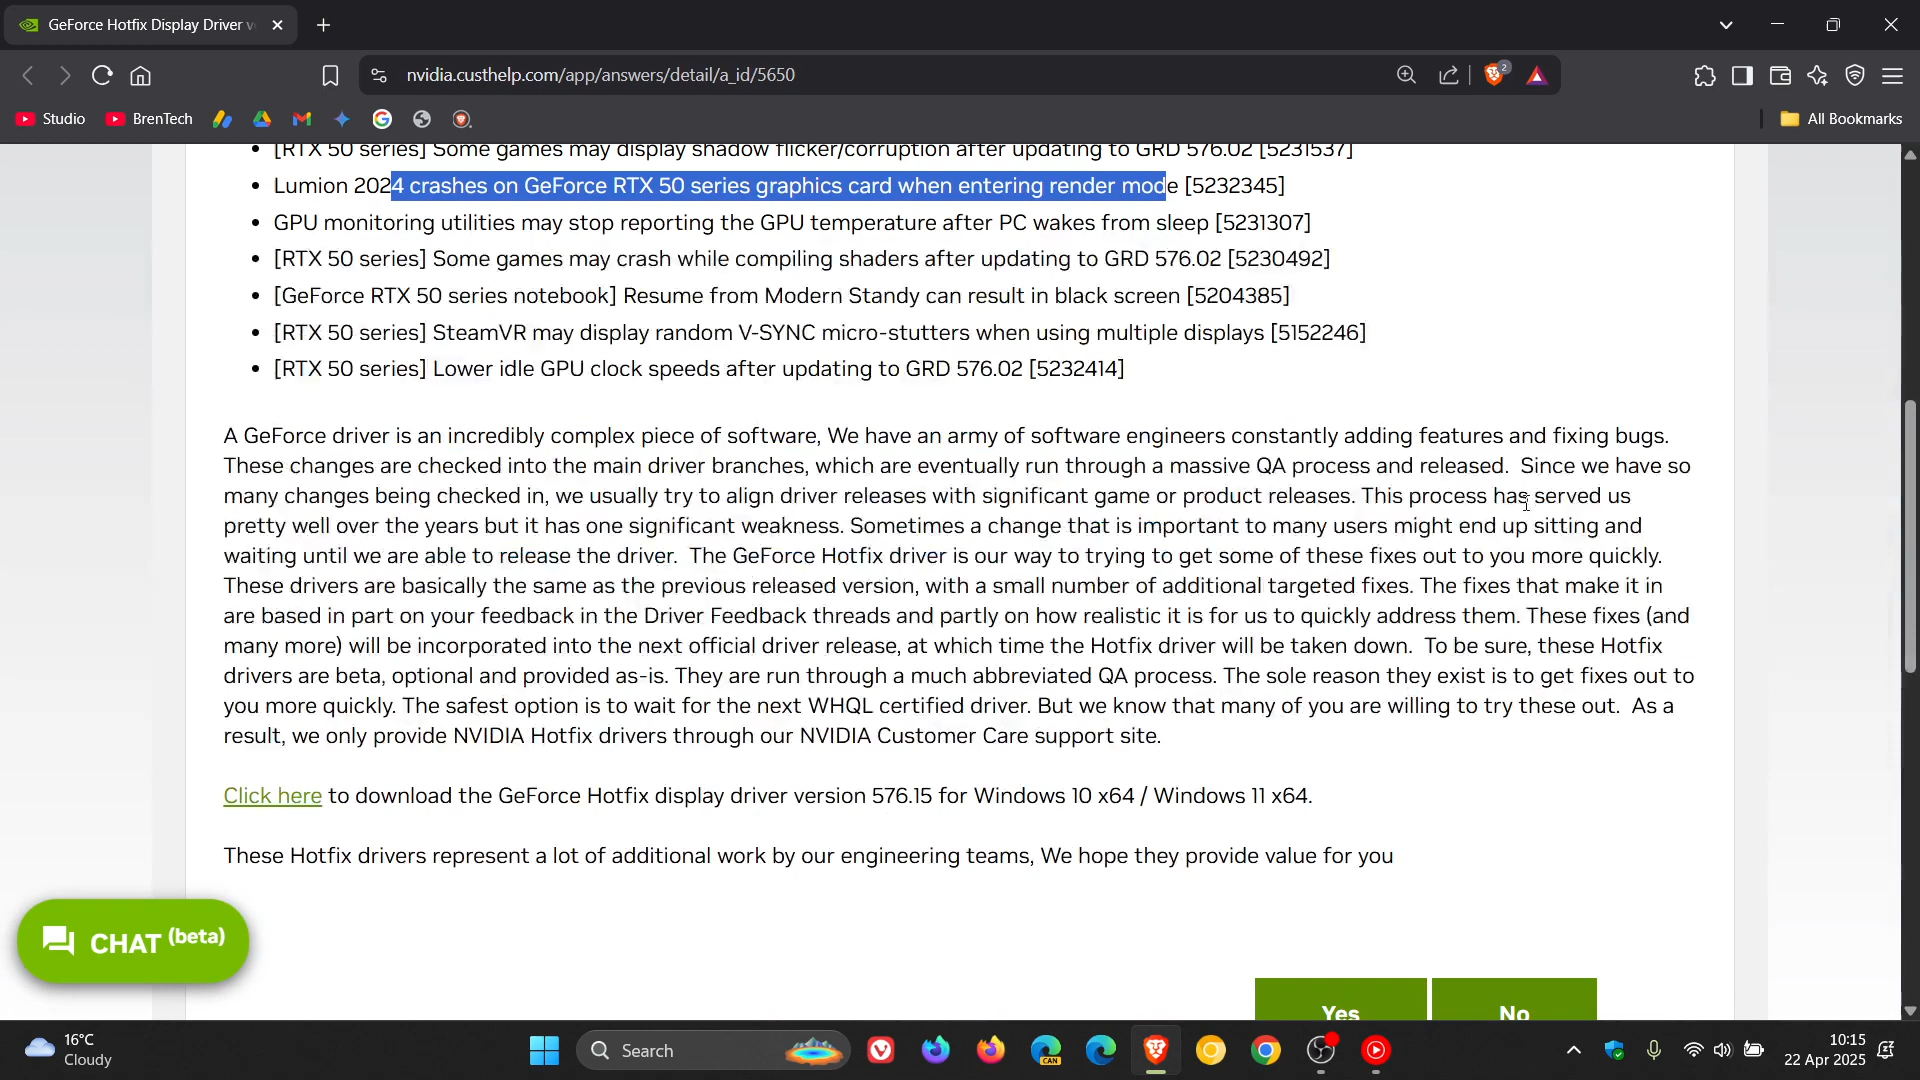 GeForce Hotfix Display Driver v
nvidia.custhelp.com/app/answers/detail/a_id/5650
2
Studio
BrenTech
All Bookmarks
• [RTX 50 series] Some games may display shadow flicker/corruption after updating to GRD 576.02 [5231537]
• Lumion 2024 crashes on GeForce RTX 50 series graphics card when entering render mode [5232345]
• GPU monitoring utilities may stop reporting the GPU temperature after PC wakes from sleep [5231307]
• [RTX 50 series] Some games may crash while compiling shaders after updating to GRD 576.02 [5230492]
• [GeForce RTX 50 series notebook] Resume from Modern Standy can result in black screen [5204385]
• [RTX 50 series] SteamVR may display random V-SYNC micro-stutters when using multiple displays [5152246]
• [RTX 50 series] Lower idle GPU clock speeds after updating to GRD 576.02 [5232414]
A GeForce driver is an incredibly complex piece of software, We have an army of software engineers constantly adding features and fixing bugs.
These changes are checked into the main driver branches, which are eventually run through a massive QA process and released.  Since we have so
many changes being checked in, we usually try to align driver releases with significant game or product releases. This process has served us
pretty well over the years but it has one significant weakness. Sometimes a change that is important to many users might end up sitting and
waiting until we are able to release the driver.  The GeForce Hotfix driver is our way to trying to get some of these fixes out to you more quickly.
These drivers are basically the same as the previous released version, with a small number of additional targeted fixes. The fixes that make it in
are based in part on your feedback in the Driver Feedback threads and partly on how realistic it is for us to quickly address them. These fixes (and
many more) will be incorporated into the next official driver release, at which time the Hotfix driver will be taken down.  To be sure, these Hotfix
drivers are beta, optional and provided as-is. They are run through a much abbreviated QA process. The sole reason they exist is to get fixes out to
you more quickly. The safest option is to wait for the next WHQL certified driver. But we know that many of you are willing to try these out.  As a
result, we only provide NVIDIA Hotfix drivers through our NVIDIA Customer Care support site.
Click here to download the GeForce Hotfix display driver version 576.15 for Windows 10 x64 / Windows 11 x64.
These Hotfix drivers represent a lot of additional work by our engineering teams, We hope they provide value for you
CHAT (beta)
Yes
No
16°C
Cloudy
Search
CAN
10:15
22 Apr 2025